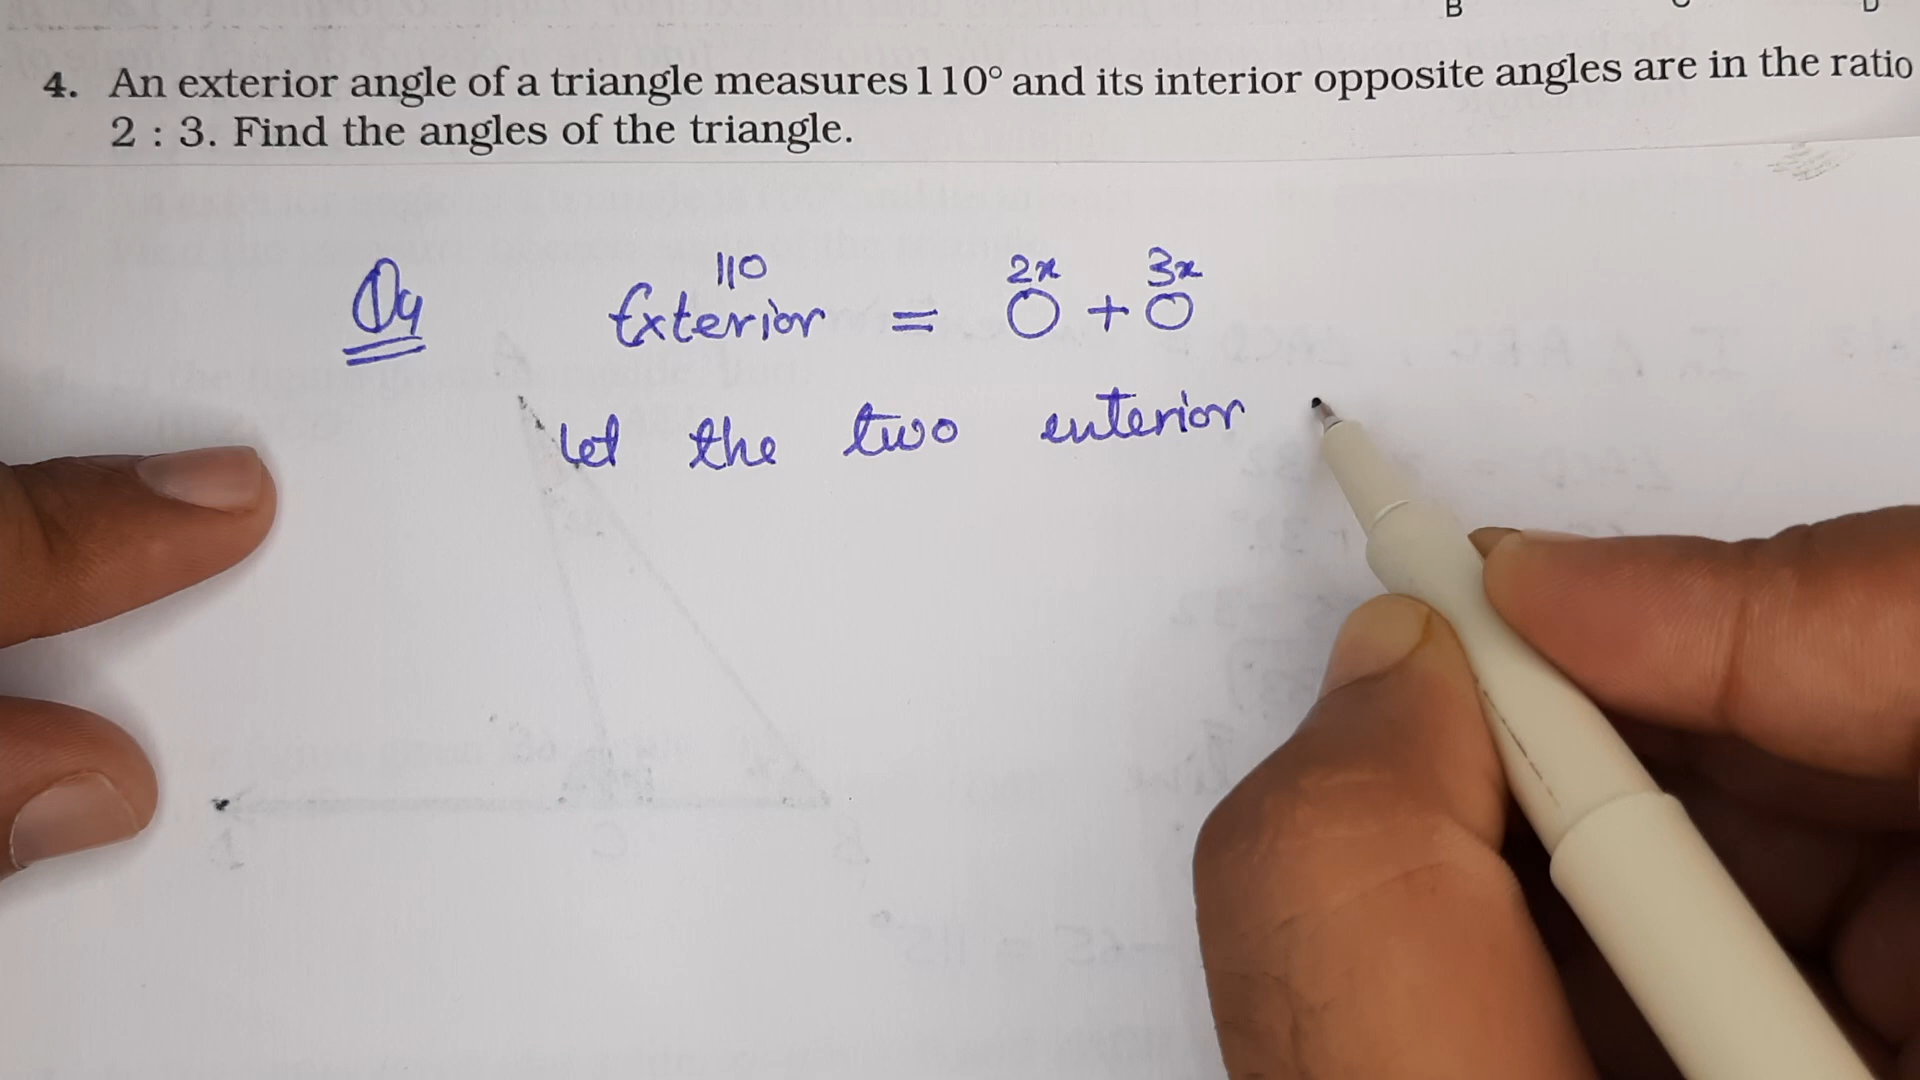 B C D
4. An exterior angle of a triangle measures 110° and its interior opposite angles are in the ratio
2 : 3. Find the angles of the triangle.
110 2x 3x
Q4 Exterior = O + O
let the two exterior